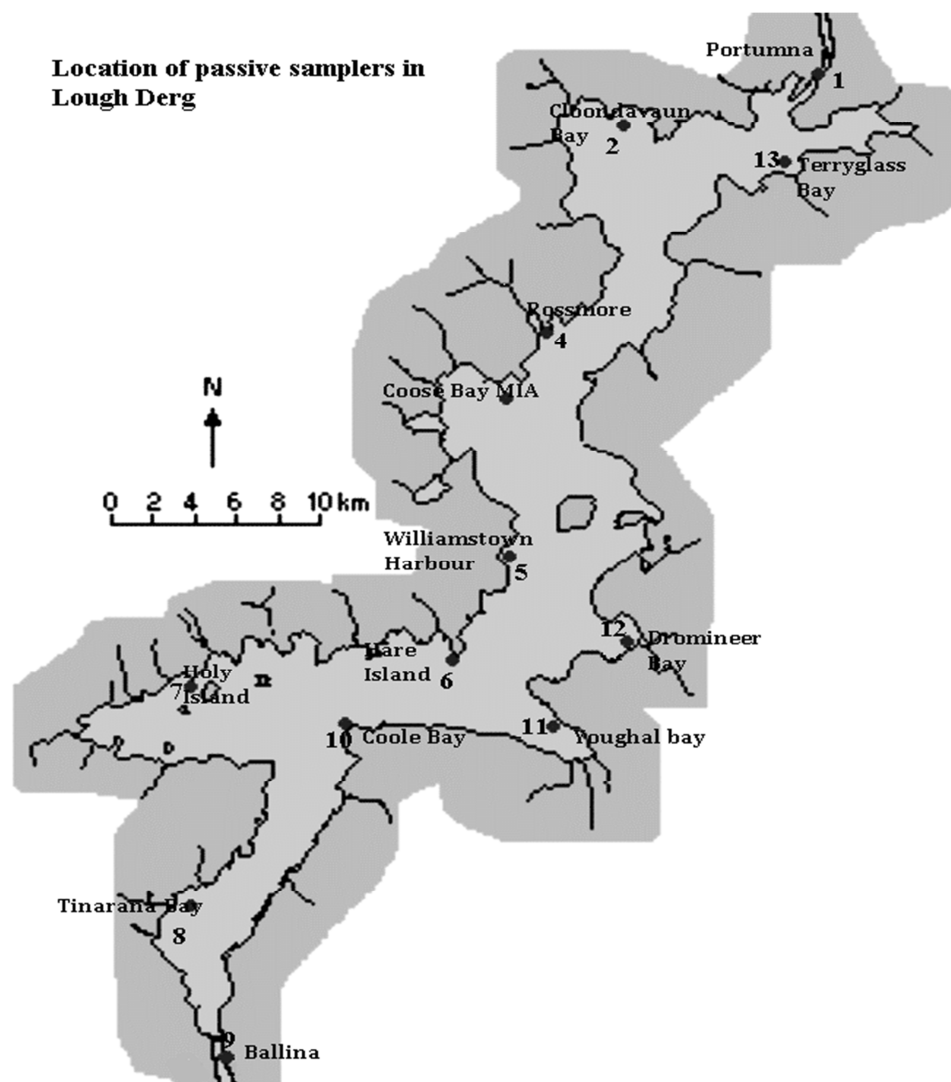 Location of passive samplers in
Lough Derg
Portumna
1
Cloondavaun
Bay
2
13
Terryglass
Bay
Rossmore
4
Coose Bay MIA
N
0 2 4 6 8 10 km
Williamstown
Harbour
5
12
Dromineer
Bay
Hare
Island
6
Holy
Island
7
10
Coole Bay
11
Youghal bay
Tinarana Bay
8
9
Ballina